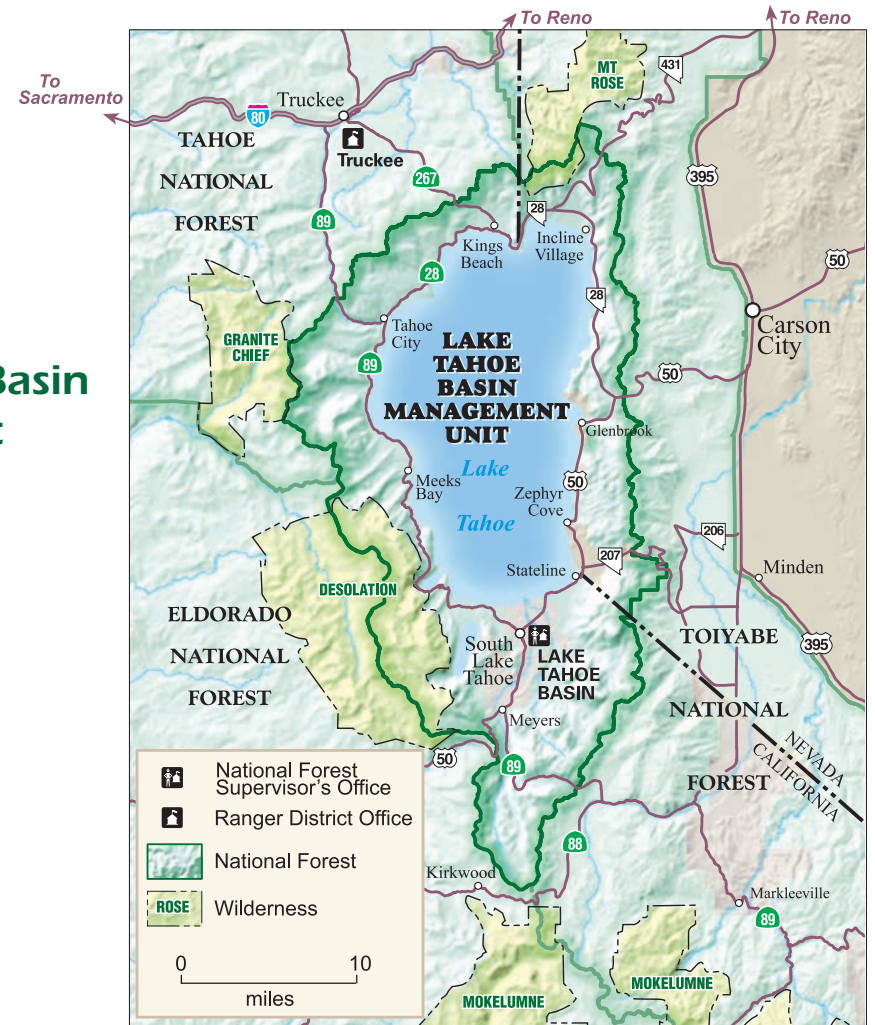 To Reno
To Reno
To
Sacramento
Truckee
80
MT
ROSE
431
TAHOE
NATIONAL
FOREST
Truckee
267
395
89
28
Kings
Beach
Incline
Village
50
28
28
GRANITE
CHIEF
Tahoe
City
Carson
City
89
LAKE
TAHOE
BASIN
MANAGEMENT
UNIT
50
Basin
Glenbrook
Lake
Tahoe
Meeks
Bay
Zephyr
Cove
50
206
207
Stateline
Minden
DESOLATION
ELDORADO
NATIONAL
FOREST
South
Lake
Tahoe
LAKE
TAHOE
BASIN
TOIYABE
NATIONAL
FOREST
395
Meyers
NEVADA
CALIFORNIA
50
89
88
Kirkwood
Markleeville
89
MOKELUMNE
MOKELUMNE
National Forest
Supervisor's Office
Ranger District Office
National Forest
ROSE
Wilderness
0 10
miles